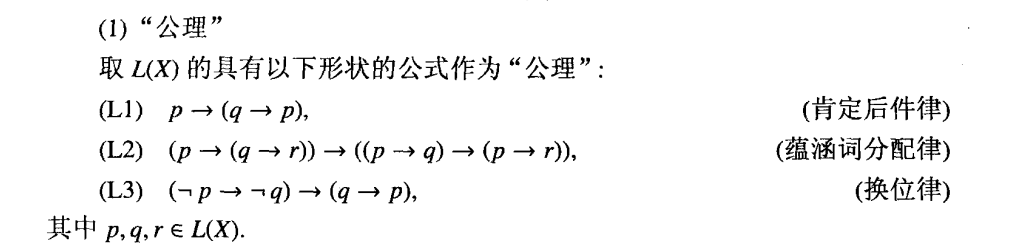 (1) “公理”
取 L(X) 的具有以下形状的公式作为“公理”:
(L1) p → (q → p), (肯定后件律)
(L2) (p → (q → r)) → ((p → q) → (p → r)), (蕴涵词分配律)
(L3) (¬ p → ¬ q) → (q → p), (换位律)
其中 p, q, r ∈ L(X).